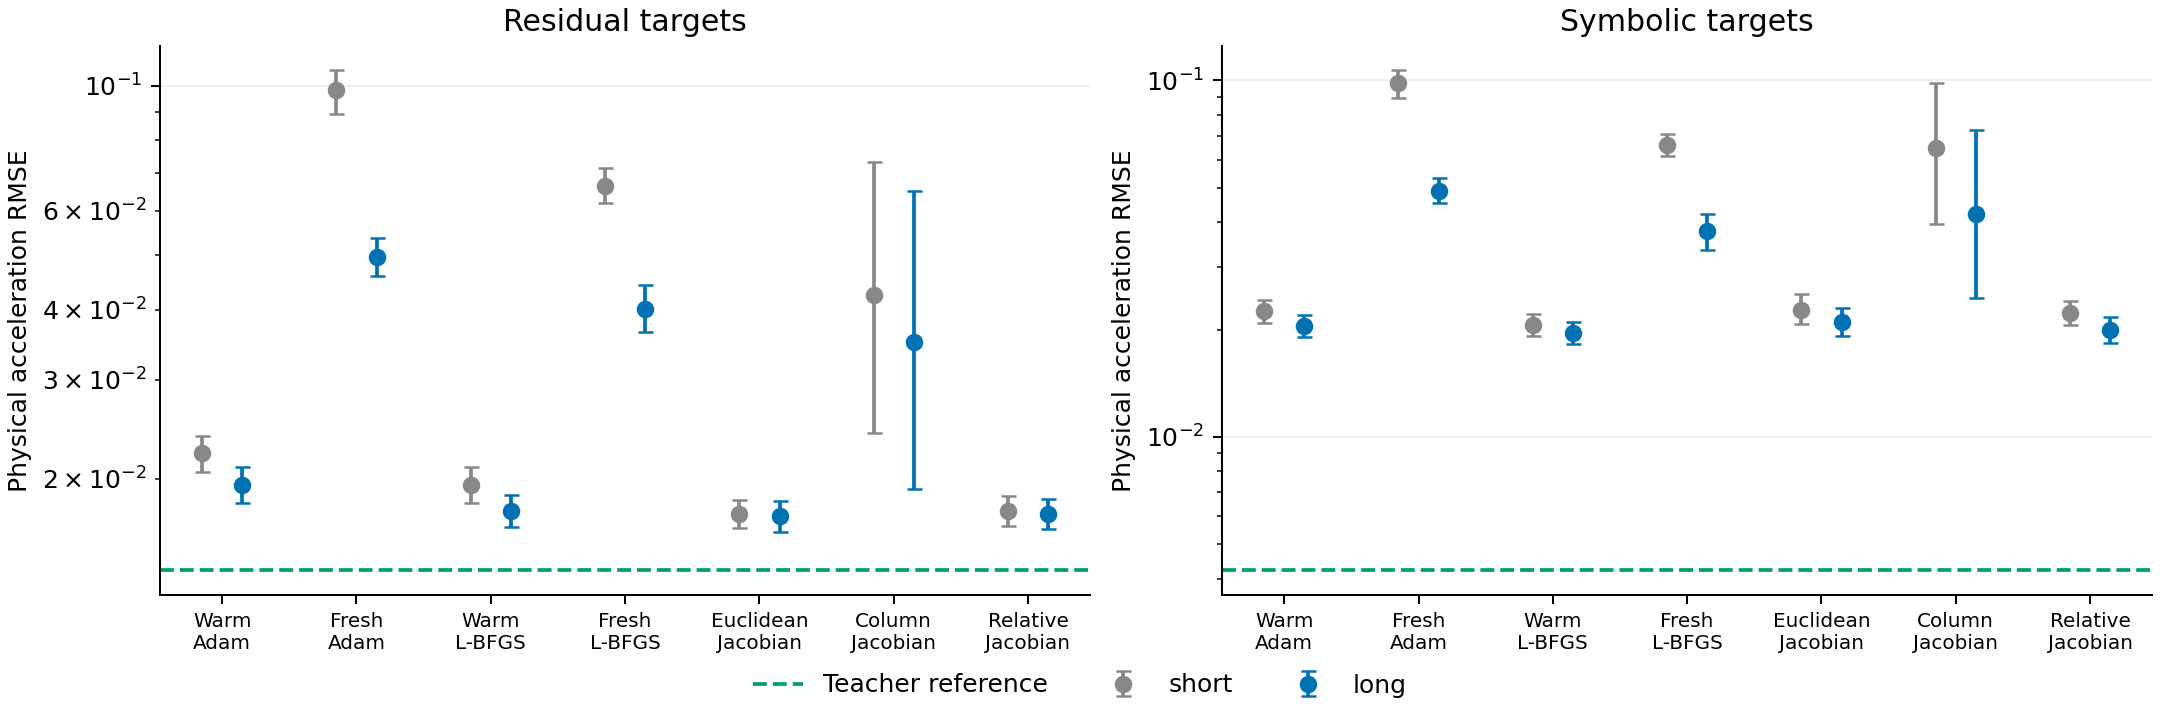 Residual targets
Physical acceleration RMSE
10⁻¹
6 × 10⁻²
4 × 10⁻²
3 × 10⁻²
2 × 10⁻²
Warm Adam
Fresh Adam
Warm L-BFGS
Fresh L-BFGS
Euclidean Jacobian
Column Jacobian
Relative Jacobian
Symbolic targets
Physical acceleration RMSE
10⁻¹
10⁻²
Warm Adam
Fresh Adam
Warm L-BFGS
Fresh L-BFGS
Euclidean Jacobian
Column Jacobian
Relative Jacobian
Teacher reference
short
long